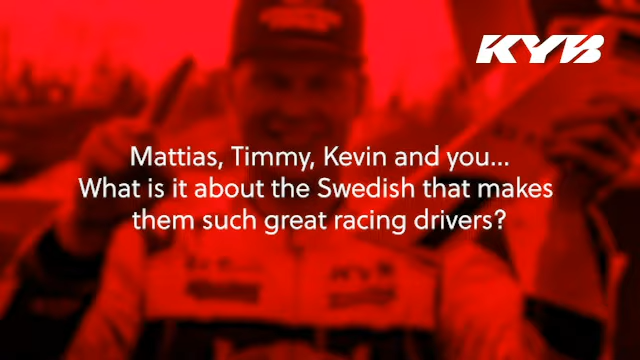 KYB
Mattias, Timmy, Kevin and you...
What is it about the Swedish that makes
them such great racing drivers?
KYB